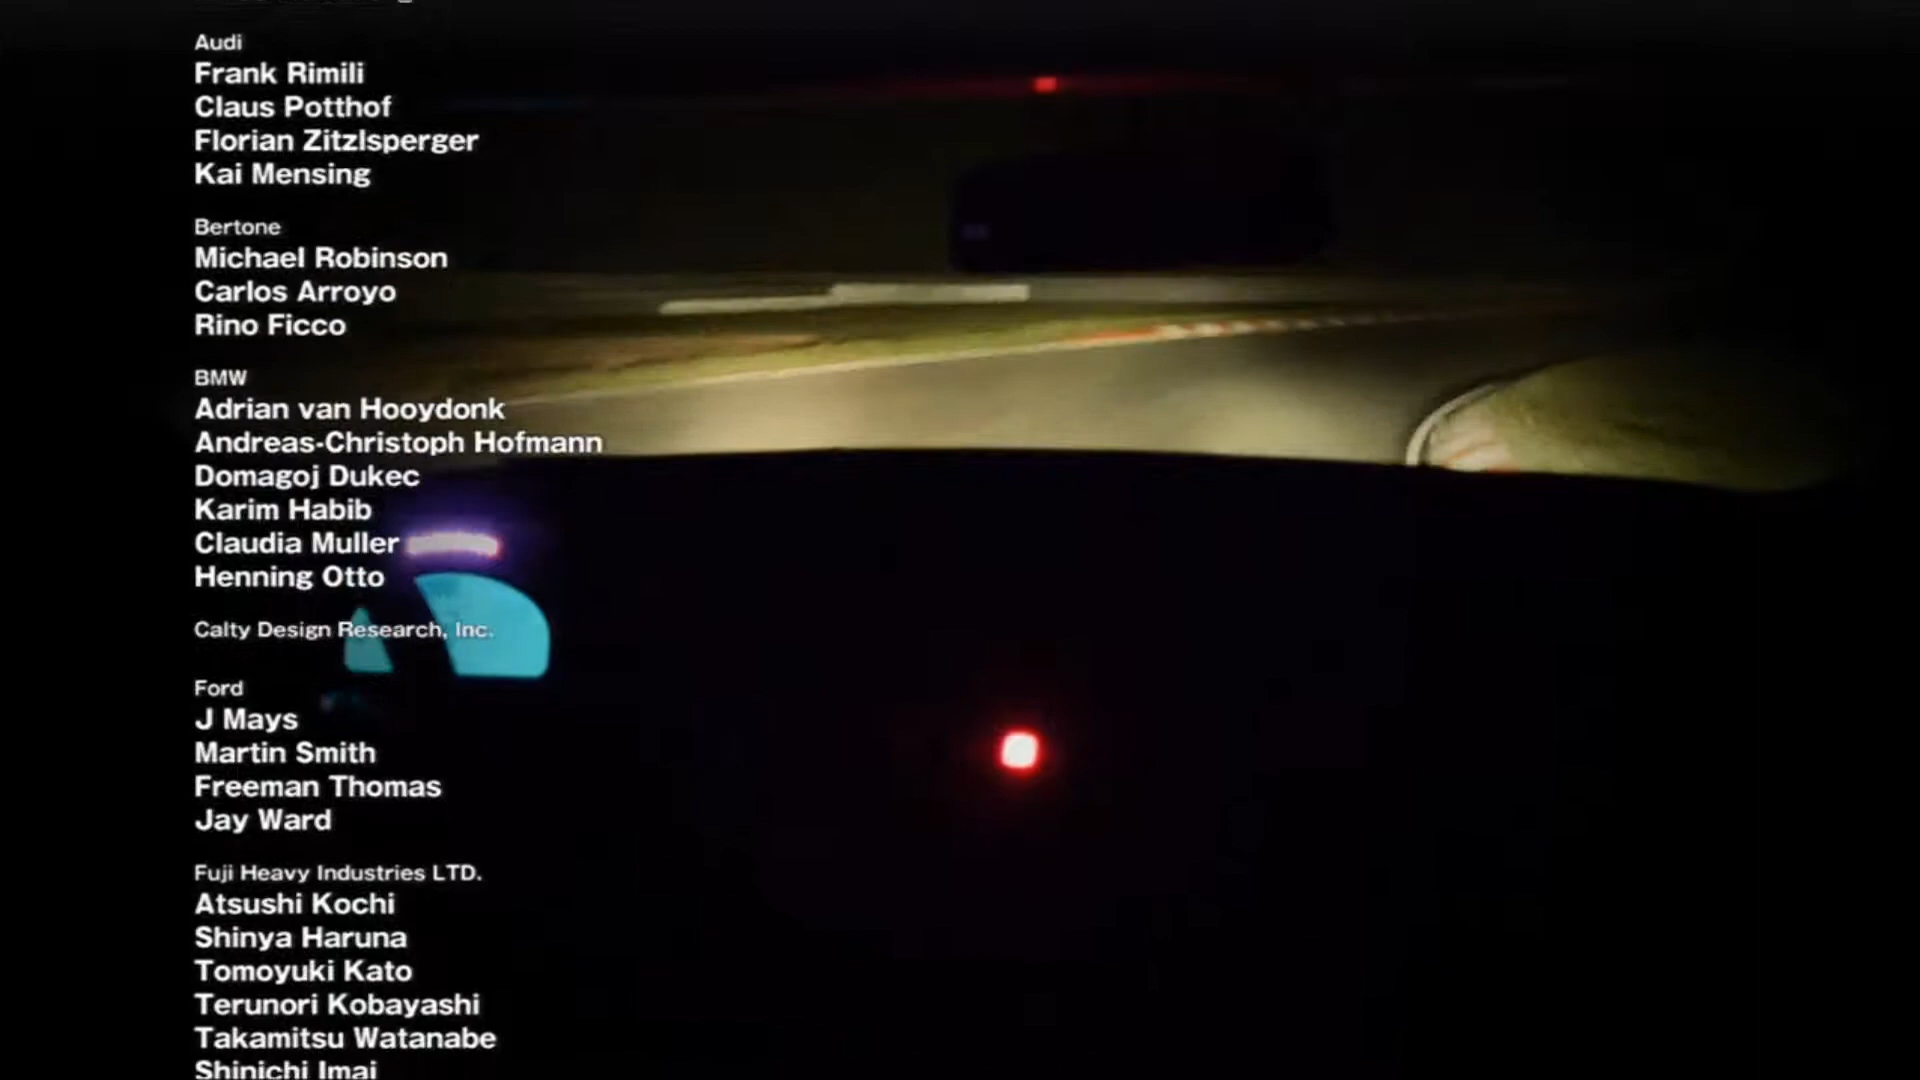 Audi
Frank Rimili
Claus Potthof
Florian Zitzlsperger
Kai Mensing
Bertone
Michael Robinson
Carlos Arroyo
Rino Ficco
BMW
Adrian van Hooydonk
Andreas-Christoph Hofmann
Domagoj Dukec
Karim Habib
Claudia Muller
Henning Otto
Calty Design Research, Inc.
Ford
J Mays
Martin Smith
Freeman Thomas
Jay Ward
Fuji Heavy Industries LTD.
Atsushi Kochi
Shinya Haruna
Tomoyuki Kato
Terunori Kobayashi
Takamitsu Watanabe
Shinichi Imai